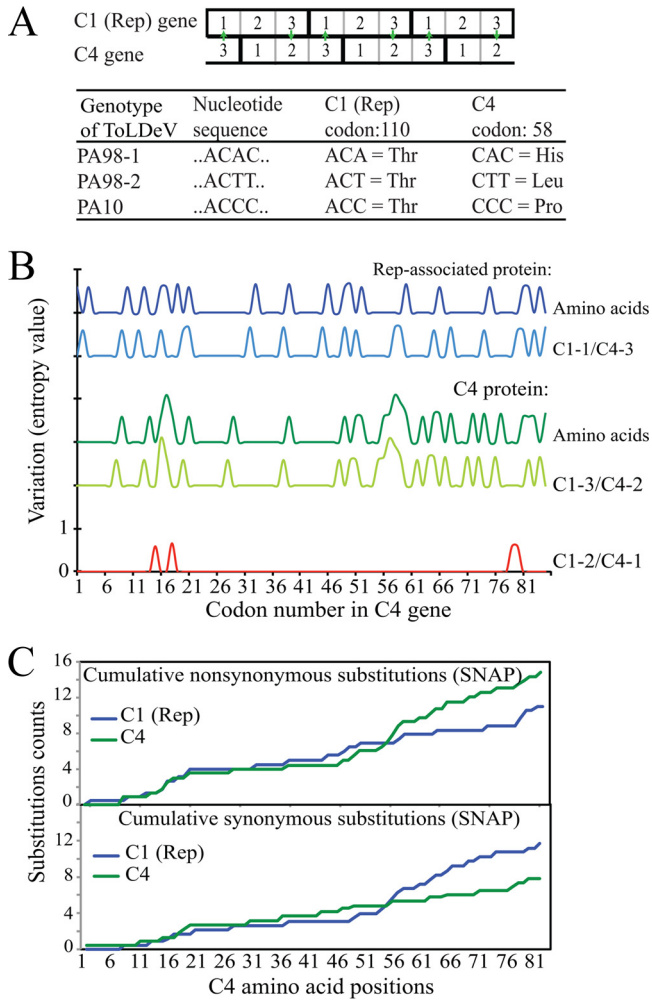 A
C1 (Rep) gene
1 2 3 1 2 3 1 2 3
C4 gene
3 1 2 3 1 2 3 1 2
Genotype of ToLDeV Nucleotide sequence C1 (Rep) codon:110 C4 codon: 58
PA98-1 ..ACAC.. ACA = Thr CAC = His
PA98-2 ..ACTT.. ACT = Thr CTT = Leu
PA10 ..ACCC.. ACC = Thr CCC = Pro
B
Variation (entropy value)
Rep-associated protein:
Amino acids
C1-1/C4-3
C4 protein:
Amino acids
C1-3/C4-2
1
0
C1-2/C4-1
1 6 11 16 21 26 31 36 41 46 51 56 61 66 71 76 81
Codon number in C4 gene
C
Substitutions counts
16
12
8
4
0
Cumulative nonsynonymous substitutions (SNAP)
C1 (Rep)
C4
12
8
4
0
Cumulative synonymous substitutions (SNAP)
C1 (Rep)
C4
1 6 11 16 21 26 31 36 41 46 51 56 61 66 71 76 81
C4 amino acid positions